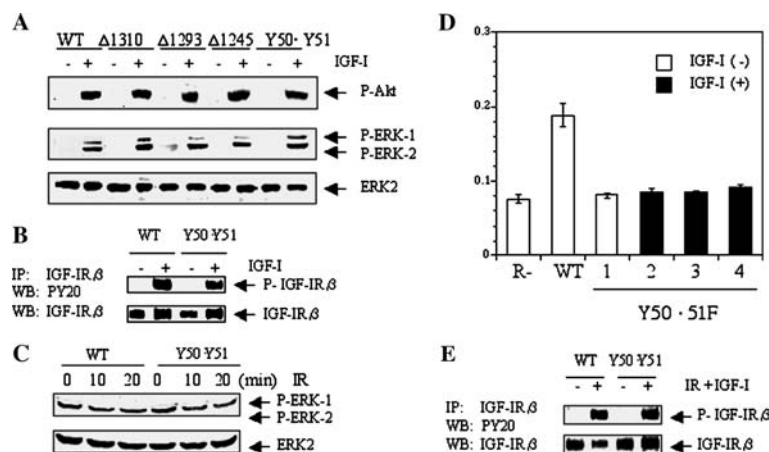 A
WT Δ1310 Δ1293 Δ1245 Y50· Y51
- + - + - + - + - + IGF-I
P-Akt
P-ERK-1
P-ERK-2
ERK2
B
WT Y50·Y51
- + - + IGF-I
IP: IGF-IRβ
WB: PY20
P- IGF-IRβ
WB: IGF-IRβ
IGF-IRβ
C
WT Y50·Y51
0 10 20 0 10 20 (min) IR
P-ERK-1
P-ERK-2
ERK2
D
IGF-I (-)
IGF-I (+)
0.3
0.2
0.1
0
R- WT 1 2 3 4
Y50 · 51F
E
WT Y50·Y51
- + - + IR+IGF-I
IP: IGF-IRβ
WB: PY20
P- IGF-IRβ
WB: IGF-IRβ
IGF-IRβ